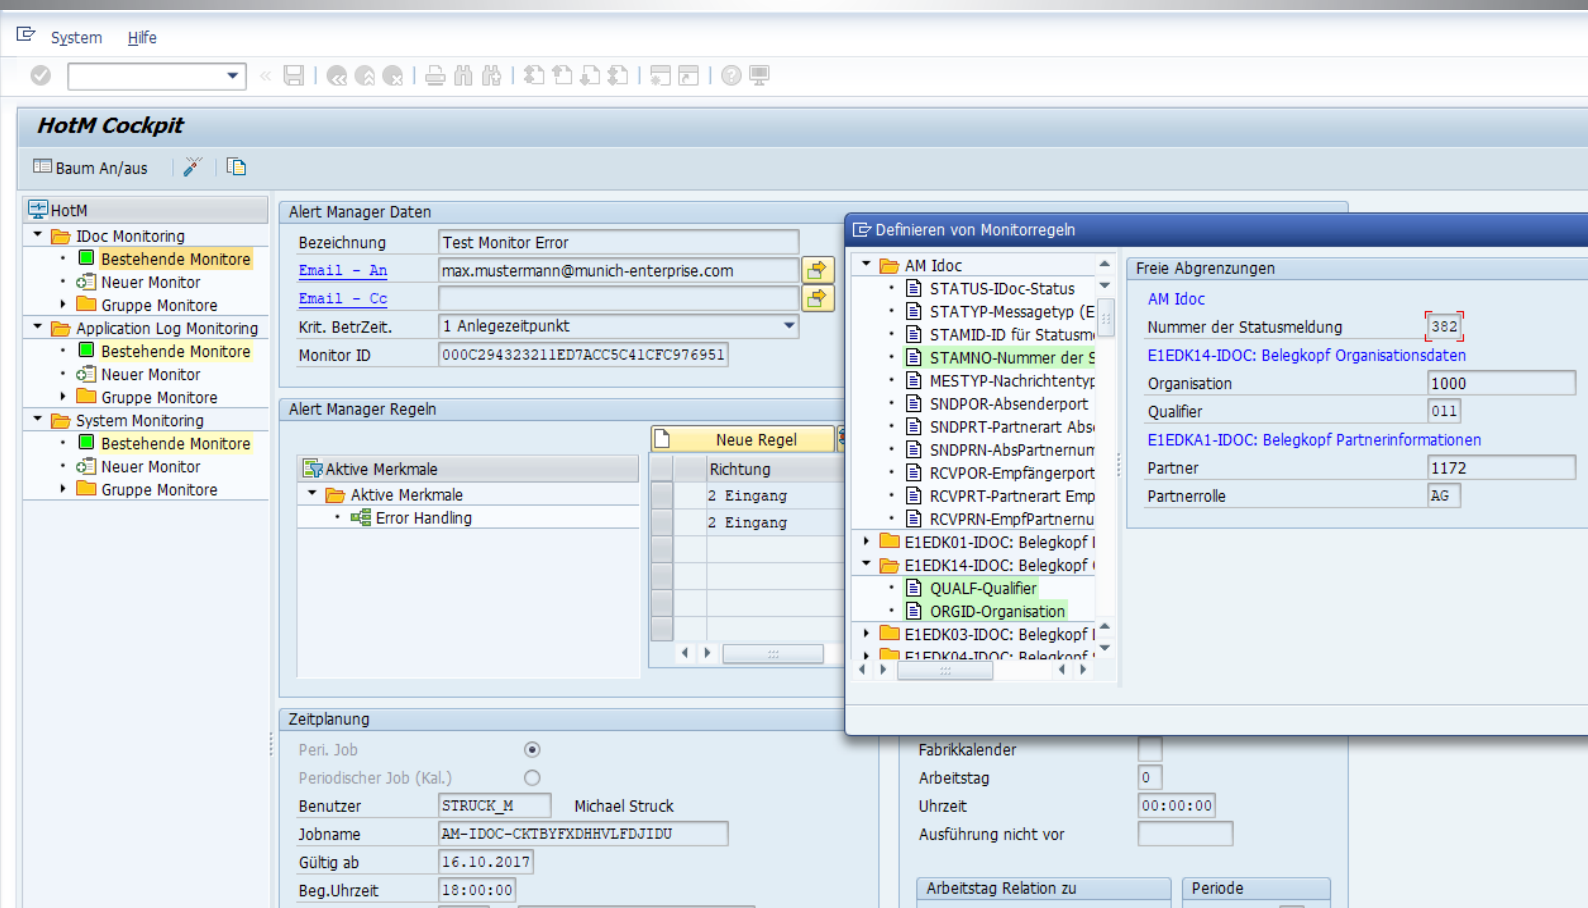 System Hilfe
HotM Cockpit
Baum An/aus
HotM
IDoc Monitoring
Bestehende Monitore
Neuer Monitor
Gruppe Monitore
Application Log Monitoring
Bestehende Monitore
Neuer Monitor
Gruppe Monitore
System Monitoring
Bestehende Monitore
Neuer Monitor
Gruppe Monitore
Alert Manager Daten
Bezeichnung Test Monitor Error
Email - An max.mustermann@munich-enterprise.com
Email - Cc
Krit. BetrZeit. 1 Anlegezeitpunkt
Monitor ID 000C294323211ED7ACC5C41CFC976951
Alert Manager Regeln
Neue Regel
Aktive Merkmale
Aktive Merkmale
Error Handling
Richtung
2 Eingang
2 Eingang
Zeitplanung
Peri. Job
Periodischer Job (Kal.)
Benutzer STRUCK_M Michael Struck
Jobname AM-IDOC-CKTBYFXDHHVLFDJIDU
Gültig ab 16.10.2017
Beg.Uhrzeit 18:00:00
Definieren von Monitorregeln
AM Idoc
STATUS-IDoc-Status
STATYP-Messagetyp (E
STAMID-ID für Statusm
STAMNO-Nummer der S
MESTYP-Nachrichtentyp
SNDPOR-Absenderport
SNDPRT-Partnerart Abs
SNDPRN-AbsPartnernum
RCVPOR-Empfängerport
RCVPRT-Partnerart Emp
RCVPRN-EmpfPartnernu
E1EDK01-IDOC: Belegkopf
E1EDK14-IDOC: Belegkopf
QUALF-Qualifier
ORGID-Organisation
E1EDK03-IDOC: Belegkopf
E1EDK04-IDOC: Belegkopf
Freie Abgrenzungen
AM Idoc
Nummer der Statusmeldung 382
E1EDK14-IDOC: Belegkopf Organisationsdaten
Organisation 1000
Qualifier 011
E1EDKA1-IDOC: Belegkopf Partnerinformationen
Partner 1172
Partnerrolle AG
Fabrikkalender
Arbeitstag 0
Uhrzeit 00:00:00
Ausführung nicht vor
Arbeitstag Relation zu
Periode